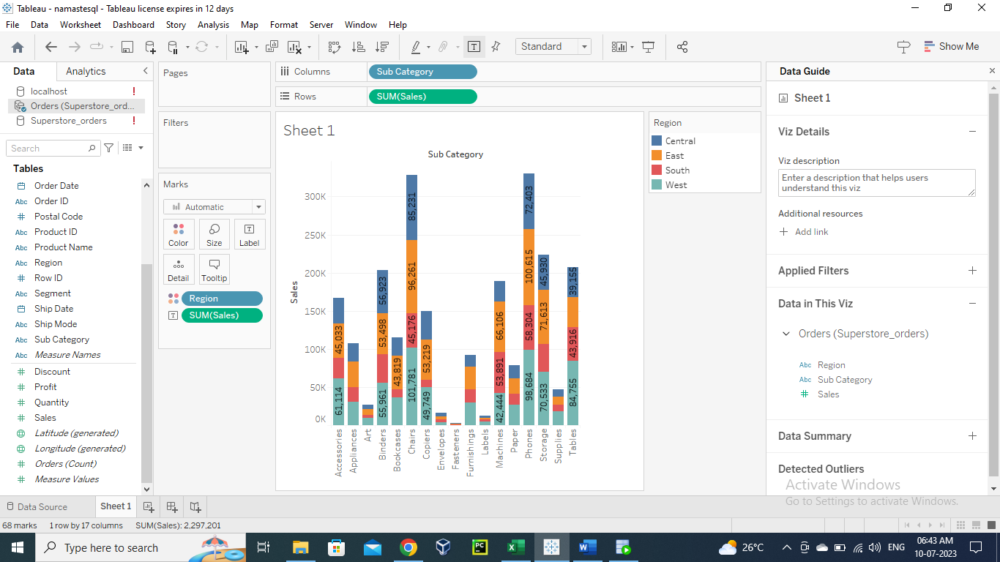 Tableau - namastesql - Tableau license expires in 12 days
File Data Worksheet Dashboard Story Analysis Map Format Server Window Help
Standard
Show Me
Data Analytics
localhost !
Orders (Superstore_ord...
Superstore_orders !
Search
Tables
Order Date
Abc Order ID
# Postal Code
Abc Product ID
Abc Product Name
Abc Region
# Row ID
Abc Segment
Ship Date
Abc Ship Mode
Abc Sub Category
Abc Measure Names
# Discount
# Profit
# Quantity
# Sales
Latitude (generated)
Longitude (generated)
# Orders (Count)
# Measure Values
Pages
Filters
Marks
Automatic
Color Size Label
Detail Tooltip
Region
SUM(Sales)
Columns Sub Category
Rows SUM(Sales)
Sheet 1
Sub Category
Sales
300K
250K
200K
150K
100K
50K
0K
45,033
61,114
56,923
53,498
55,961
43,819
85,231
96,261
45,176
101,781
53,219
49,749
66,106
53,891
42,444
72,403
100,615
58,304
98,684
45,930
71,613
70,533
39,155
43,916
84,755
Accessories
Appliances
Art
Binders
Bookcases
Chairs
Copiers
Envelopes
Fasteners
Furnishings
Labels
Machines
Paper
Phones
Storage
Supplies
Tables
Region
Central
East
South
West
Data Guide
Sheet 1
Viz Details
Viz description
Enter a description that helps users
understand this viz
Additional resources
Add link
Applied Filters
Data in This Viz
Orders (Superstore_orders)
Abc Region
Abc Sub Category
# Sales
Data Summary
Detected Outliers
Activate Windows
Go to Settings to activate Windows.
Data Source Sheet 1
68 marks 1 row by 17 columns SUM(Sales): 2,297,201
Type here to search
PC
26°C
ENG
06:43 AM
10-07-2023